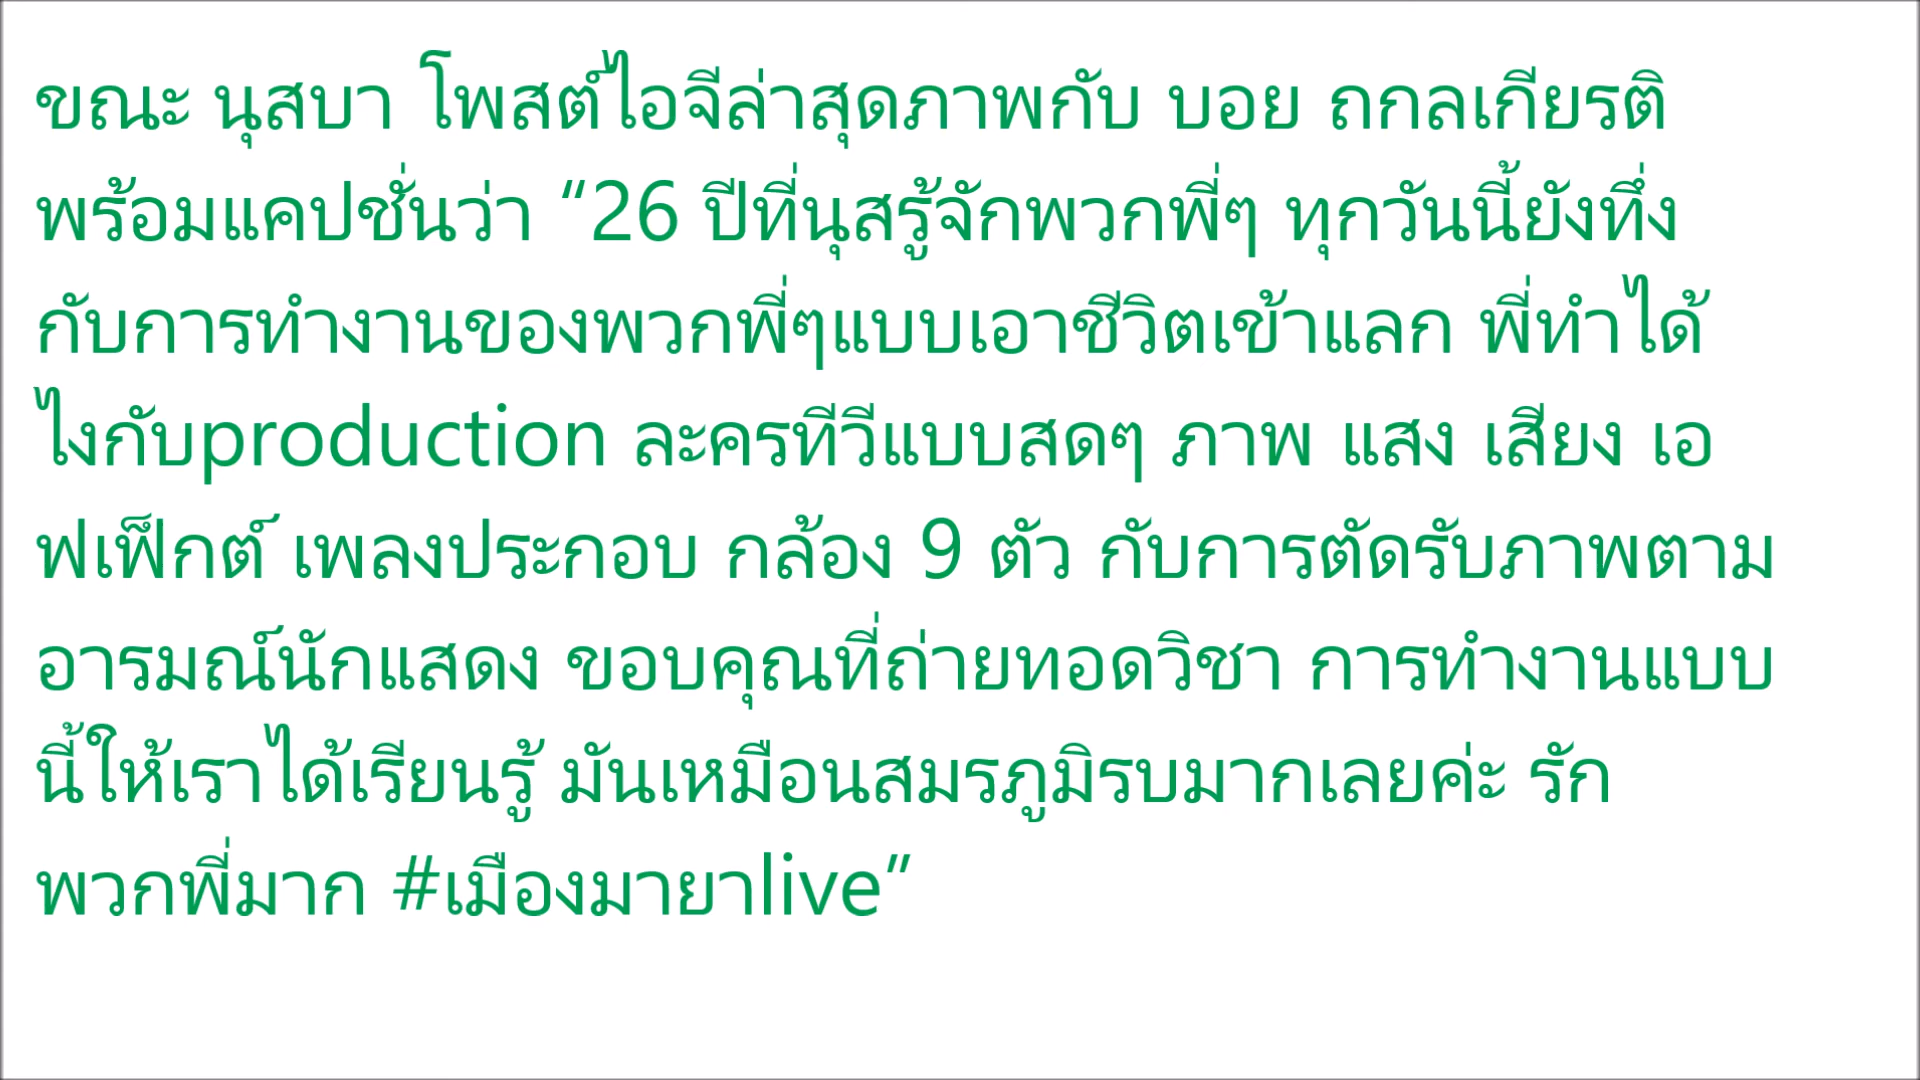 ขณะ นุสบา โพสต์ไอจีล่าสุดภาพกับ บอย ถกลเกียรติ
พร้อมแคปชั่นว่า “26 ปีที่นุสรู้จักพวกพี่ๆ ทุกวันนี้ยังทึ่ง
กับการทำงานของพวกพี่ๆแบบเอาชีวิตเข้าแลก พี่ทำได้
ไงกับproduction ละครทีวีแบบสดๆ ภาพ แสง เสียง เอ
ฟเฟ็กต์ เพลงประกอบ กล้อง 9 ตัว กับการตัดรับภาพตาม
อารมณ์นักแสดง ขอบคุณที่ถ่ายทอดวิชา การทำงานแบบ
นี้ให้เราได้เรียนรู้ มันเหมือนสมรภูมิรบมากเลยค่ะ รัก
พวกพี่มาก #เมืองมายาlive”